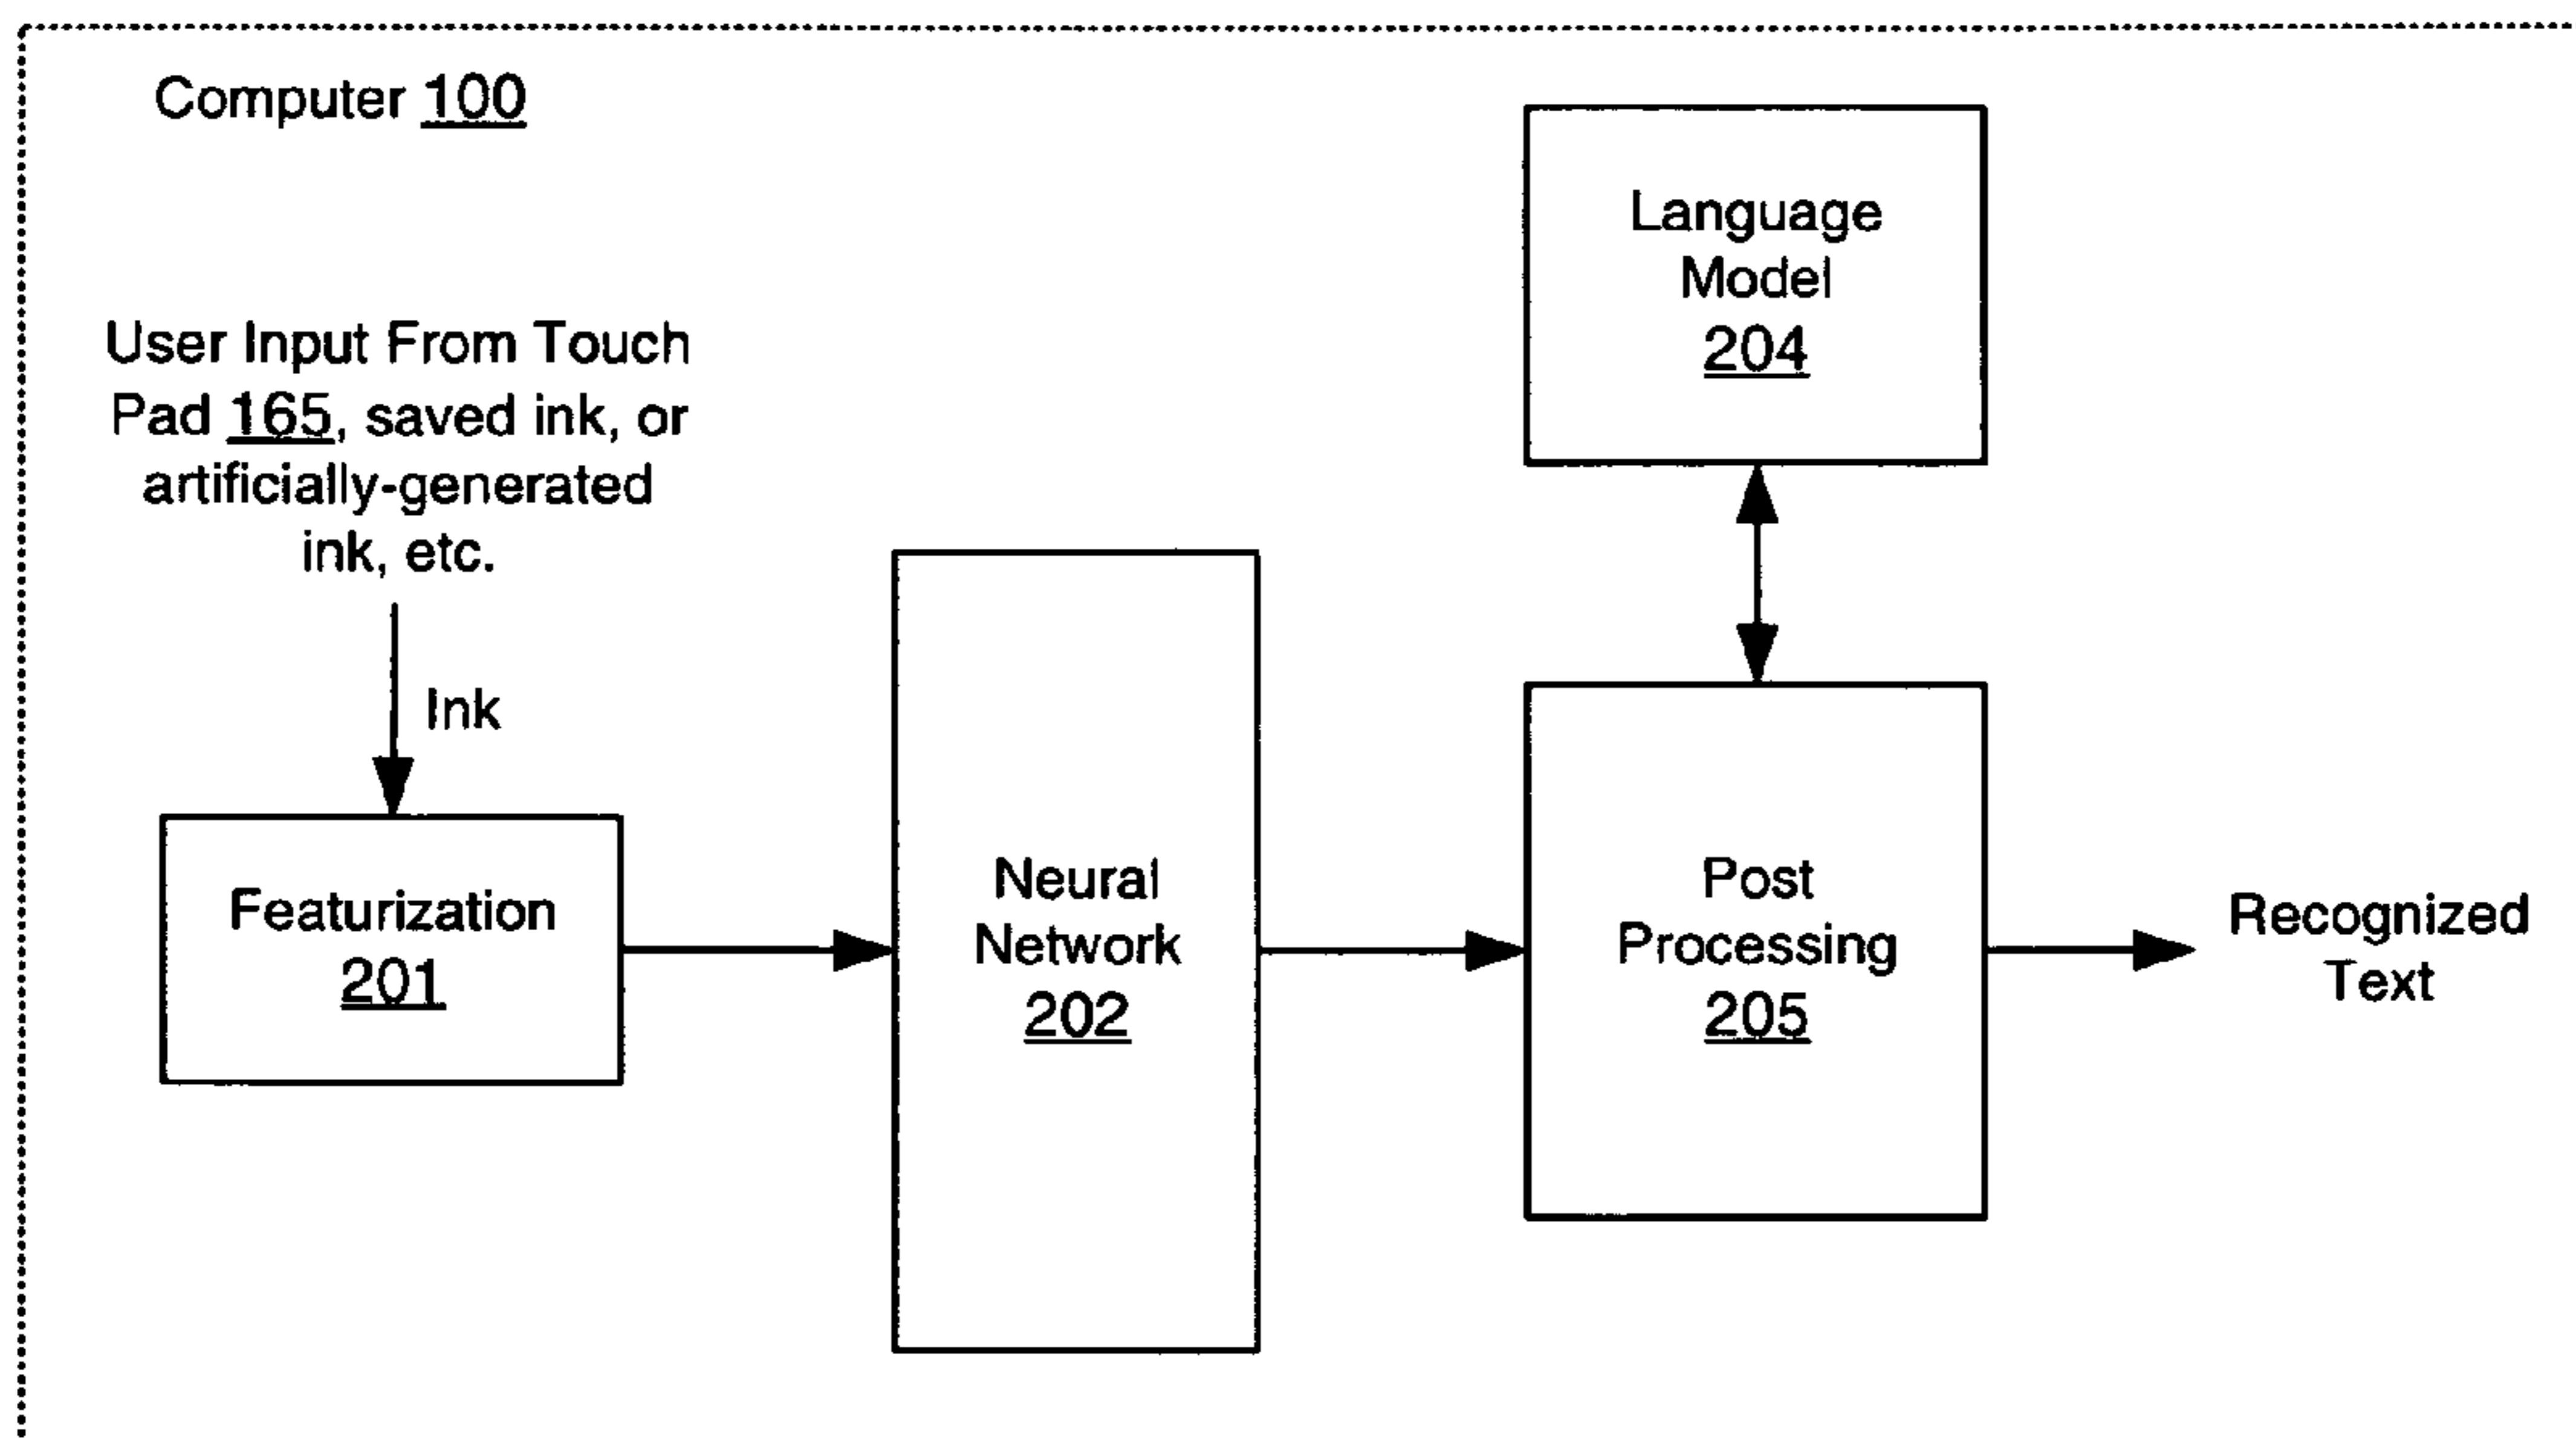 Computer 100
User Input From Touch
Pad 165, saved ink, or
artificially-generated
ink, etc.
Ink
Featurization
201
Neural
Network
202
Language
Model
204
Post
Processing
205
Recognized
Text